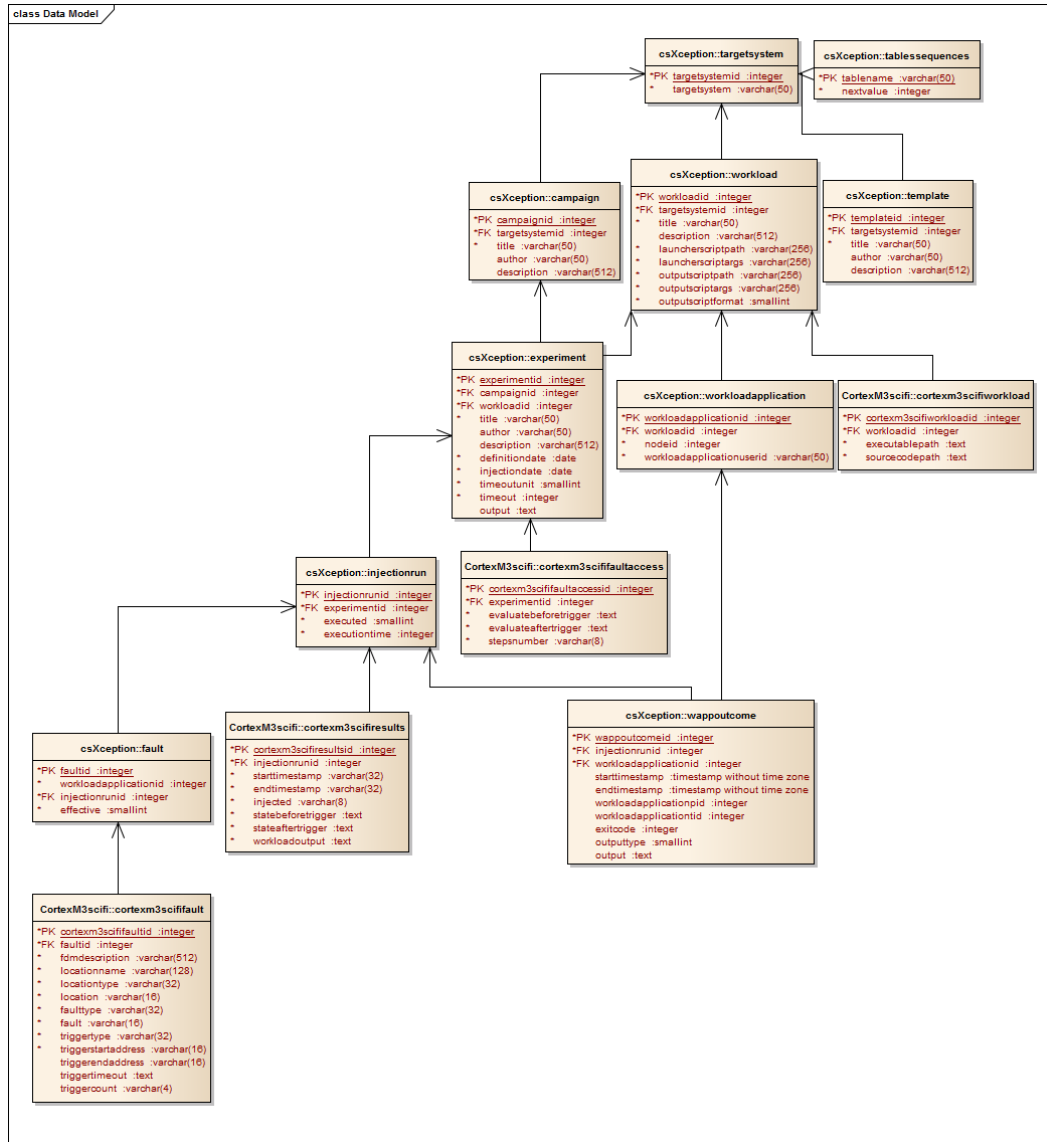 class Data Model
csXception::targetsystem
*PK targetsystemid :integer
* targetsystem :varchar(50)
csXception::tablessequences
*PK tablename :varchar(50)
* nextvalue :integer
csXception::campaign
*PK campaignid :integer
*FK targetsystemid :integer
* title :varchar(50)
author :varchar(50)
description :varchar(512)
csXception::workload
*PK workloadid :integer
*FK targetsystemid :integer
* title :varchar(50)
description :varchar(512)
* launcherscriptpath :varchar(256)
* launcherscriptargs :varchar(256)
* outputscriptpath :varchar(256)
* outputscriptargs :varchar(256)
* outputscriptformat :smallint
csXception::template
*PK templateid :integer
*FK targetsystemid :integer
* title :varchar(50)
author :varchar(50)
description :varchar(512)
csXception::experiment
*PK experimentid :integer
*FK campaignid :integer
*FK workloadid :integer
* title :varchar(50)
author :varchar(50)
description :varchar(512)
* definitiondate :date
* injectiondate :date
* timeoutunit :smallint
* timeout :integer
output :text
csXception::workloadapplication
*PK workloadapplicationid :integer
*FK workloadid :integer
* nodeid :integer
* workloadapplicationuserid :varchar(50)
CortexM3scifi::cortexm3scifiworkload
*PK cortexm3scifiworkloadid :integer
*FK workloadid :integer
* executablepath :text
* sourcecodepath :text
csXception::injectionrun
*PK injectionrunid :integer
*FK experimentid :integer
* executed :smallint
* executiontime :integer
CortexM3scifi::cortexm3scififaultaccess
*PK cortexm3scififaultaccessid :integer
*FK experimentid :integer
* evaluatebeforetrigger :text
* evaluateaftertrigger :text
* stepsnumber :varchar(8)
csXception::fault
*PK faultid :integer
* workloadapplicationid :integer
*FK injectionrunid :integer
* effective :smallint
CortexM3scifi::cortexm3scifiresults
*PK cortexm3scifiresultsid :integer
*FK injectionrunid :integer
* starttimestamp :varchar(32)
* endtimestamp :varchar(32)
* injected :varchar(8)
* statebeforetrigger :text
* stateaftertrigger :text
* workloadoutput :text
csXception::wappoutcome
*PK wappoutcomeid :integer
*FK injectionrunid :integer
*FK workloadapplicationid :integer
starttimestamp :timestamp without time zone
endtimestamp :timestamp without time zone
workloadapplicationpid :integer
workloadapplicationtid :integer
exitcode :integer
outputtype :smallint
output :text
CortexM3scifi::cortexm3scififault
*PK cortexm3scififaultid :integer
*FK faultid :integer
* fdmdescription :varchar(512)
* locationname :varchar(128)
* locationtype :varchar(32)
* location :varchar(16)
* faulttype :varchar(32)
* fault :varchar(16)
* triggertype :varchar(32)
* triggerstartaddress :varchar(16)
triggerendaddress :varchar(16)
triggertimeout :text
triggercount :varchar(4)